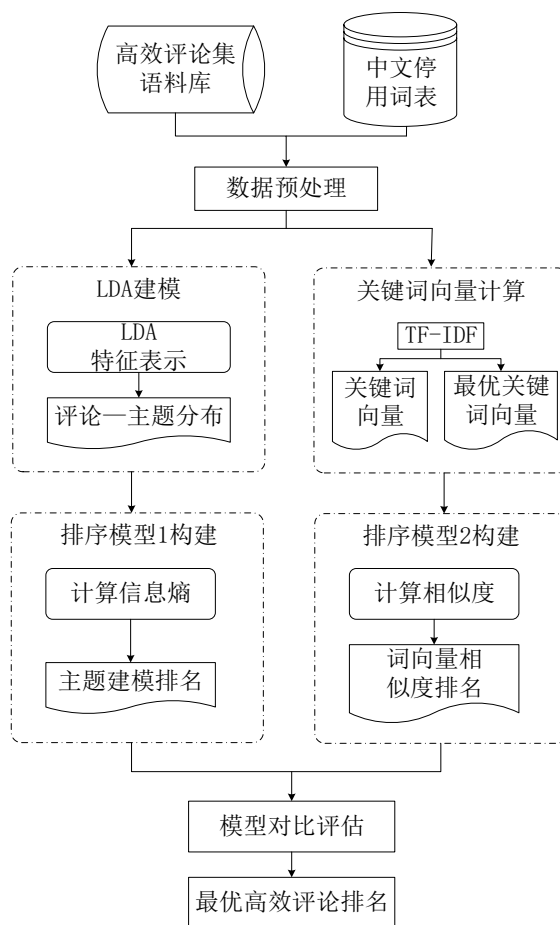 高效评论集
语料库
中文停
用词表
数据预处理
LDA建模
LDA
特征表示
评论—主题分布
关键词向量计算
TF-IDF
关键词
向量
最优关键
词向量
排序模型1构建
计算信息熵
主题建模排名
排序模型2构建
计算相似度
词向量相
似度排名
模型对比评估
最优高效评论排名